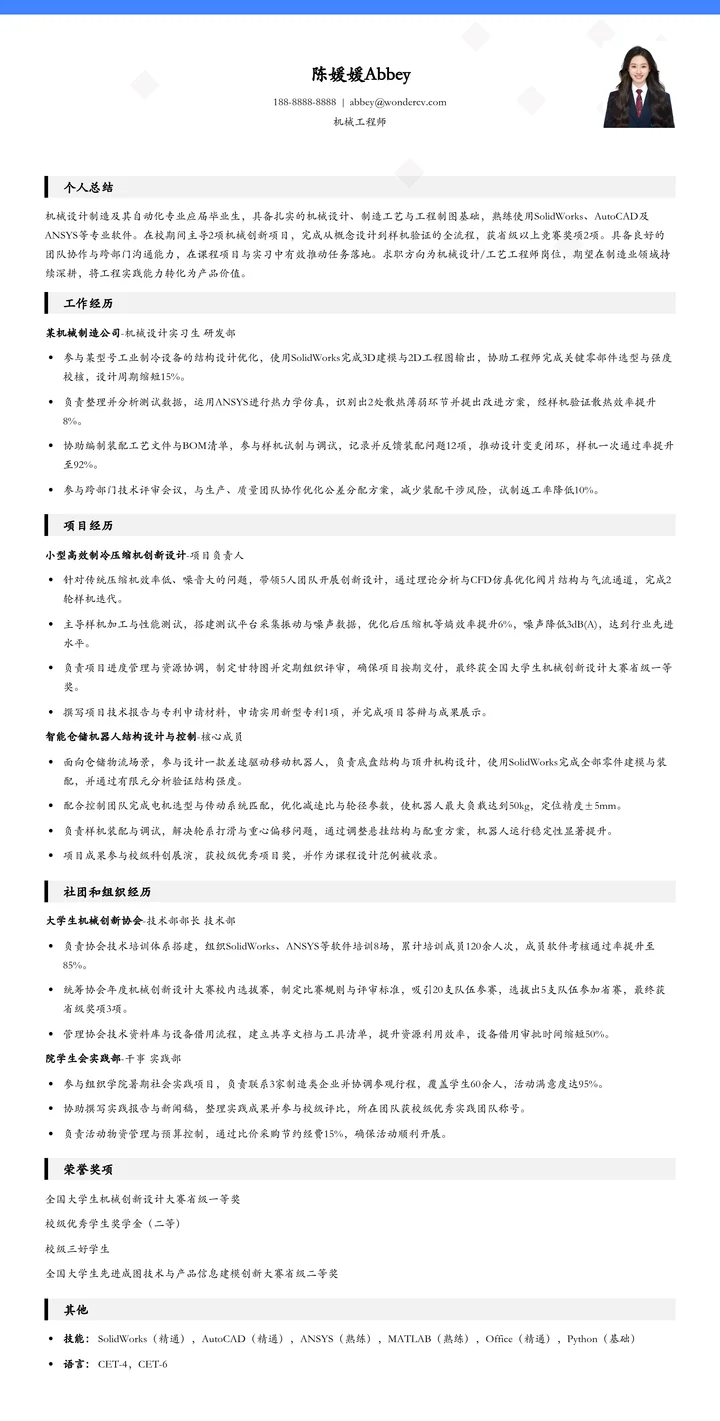 陈媛媛Abbey
188-8888-8888 | abbey@wondercv.com
机械工程师
个人总结
机械设计制造及其自动化专业应届毕业生，具备扎实的机械设计、制造工艺与工程制图基础，熟练使用SolidWorks、AutoCAD及
ANSYS等专业软件。在校期间主导2项机械创新项目，完成从概念设计到样机验证的全流程，获省级以上竞赛奖项2项。具备良好的
团队协作与跨部门沟通能力，在课程项目与实习中有效推动任务落地。求职方向为机械设计/工艺工程师岗位，期望在制造业领域持
续深耕，将工程实践能力转化为产品价值。
工作经历
某机械制造公司-机械设计实习生 研发部
• 参与某型号工业制冷设备的结构设计优化，使用SolidWorks完成3D建模与2D工程图输出，协助工程师完成关键零部件选型与强度
校核，设计周期缩短15%。
• 负责整理并分析测试数据，运用ANSYS进行热力学仿真，识别出2处散热薄弱环节并提出改进方案，经样机验证散热效率提升
8%。
• 协助编制装配工艺文件与BOM清单，参与样机试制与调试，记录并反馈装配问题12项，推动设计变更闭环，样机一次通过率提升
至92%。
• 参与跨部门技术评审会议，与生产、质量团队协作优化公差分配方案，减少装配干涉风险，试制返工率降低10%。
项目经历
小型高效制冷压缩机创新设计-项目负责人
• 针对传统压缩机效率低、噪音大的问题，带领5人团队开展创新设计，通过理论分析与CFD仿真优化阀片结构与气流通道，完成2
轮样机迭代。
• 主导样机加工与性能测试，搭建测试平台采集振动与噪声数据，优化后压缩机等熵效率提升6%，噪声降低3dB(A)，达到行业先进
水平。
• 负责项目进度管理与资源协调，制定甘特图并定期组织评审，确保项目按期交付，最终获全国大学生机械创新设计大赛省级一等
奖。
• 撰写项目技术报告与专利申请材料，申请实用新型专利1项，并完成项目答辩与成果展示。
智能仓储机器人结构设计与控制-核心成员
• 面向仓储物流场景，参与设计一款差速驱动移动机器人，负责底盘结构与顶升机构设计，使用SolidWorks完成全部零件建模与装
配，并通过有限元分析验证结构强度。
• 配合控制团队完成电机选型与传动系统匹配，优化减速比与轮径参数，使机器人最大负载达到50kg，定位精度±5mm。
• 负责样机装配与调试，解决轮系打滑与重心偏移问题，通过调整悬挂结构与配重方案，机器人运行稳定性显著提升。
• 项目成果参与校级科创展演，获校级优秀项目奖，并作为课程设计范例被收录。
社团和组织经历
大学生机械创新协会-技术部部长 技术部
• 负责协会技术培训体系搭建，组织SolidWorks、ANSYS等软件培训8场，累计培训成员120余人次，成员软件考核通过率提升至
85%。
• 统筹协会年度机械创新设计大赛校内选拔赛，制定比赛规则与评审标准，吸引20支队伍参赛，选拔出5支队伍参加省赛，最终获
省级奖项3项。
• 管理协会技术资料库与设备借用流程，建立共享文档与工具清单，提升资源利用效率，设备借用审批时间缩短50%。
院学生会实践部-干事 实践部
• 参与组织学院暑期社会实践项目，负责联系3家制造类企业并协调参观行程，覆盖学生60余人，活动满意度达95%。
• 协助撰写实践报告与新闻稿，整理实践成果并参与校级评比，所在团队获校级优秀实践团队称号。
• 负责活动物资管理与预算控制，通过比价采购节约经费15%，确保活动顺利开展。
荣誉奖项
全国大学生机械创新设计大赛省级一等奖
校级优秀学生奖学金（二等）
校级三好学生
全国大学生先进成图技术与产品信息建模创新大赛省级二等奖
其他
• 技能： SolidWorks（精通）, AutoCAD（精通）, ANSYS（熟练）, MATLAB（熟练）, Office（精通）, Python（基础）
• 语言： CET-4，CET-6